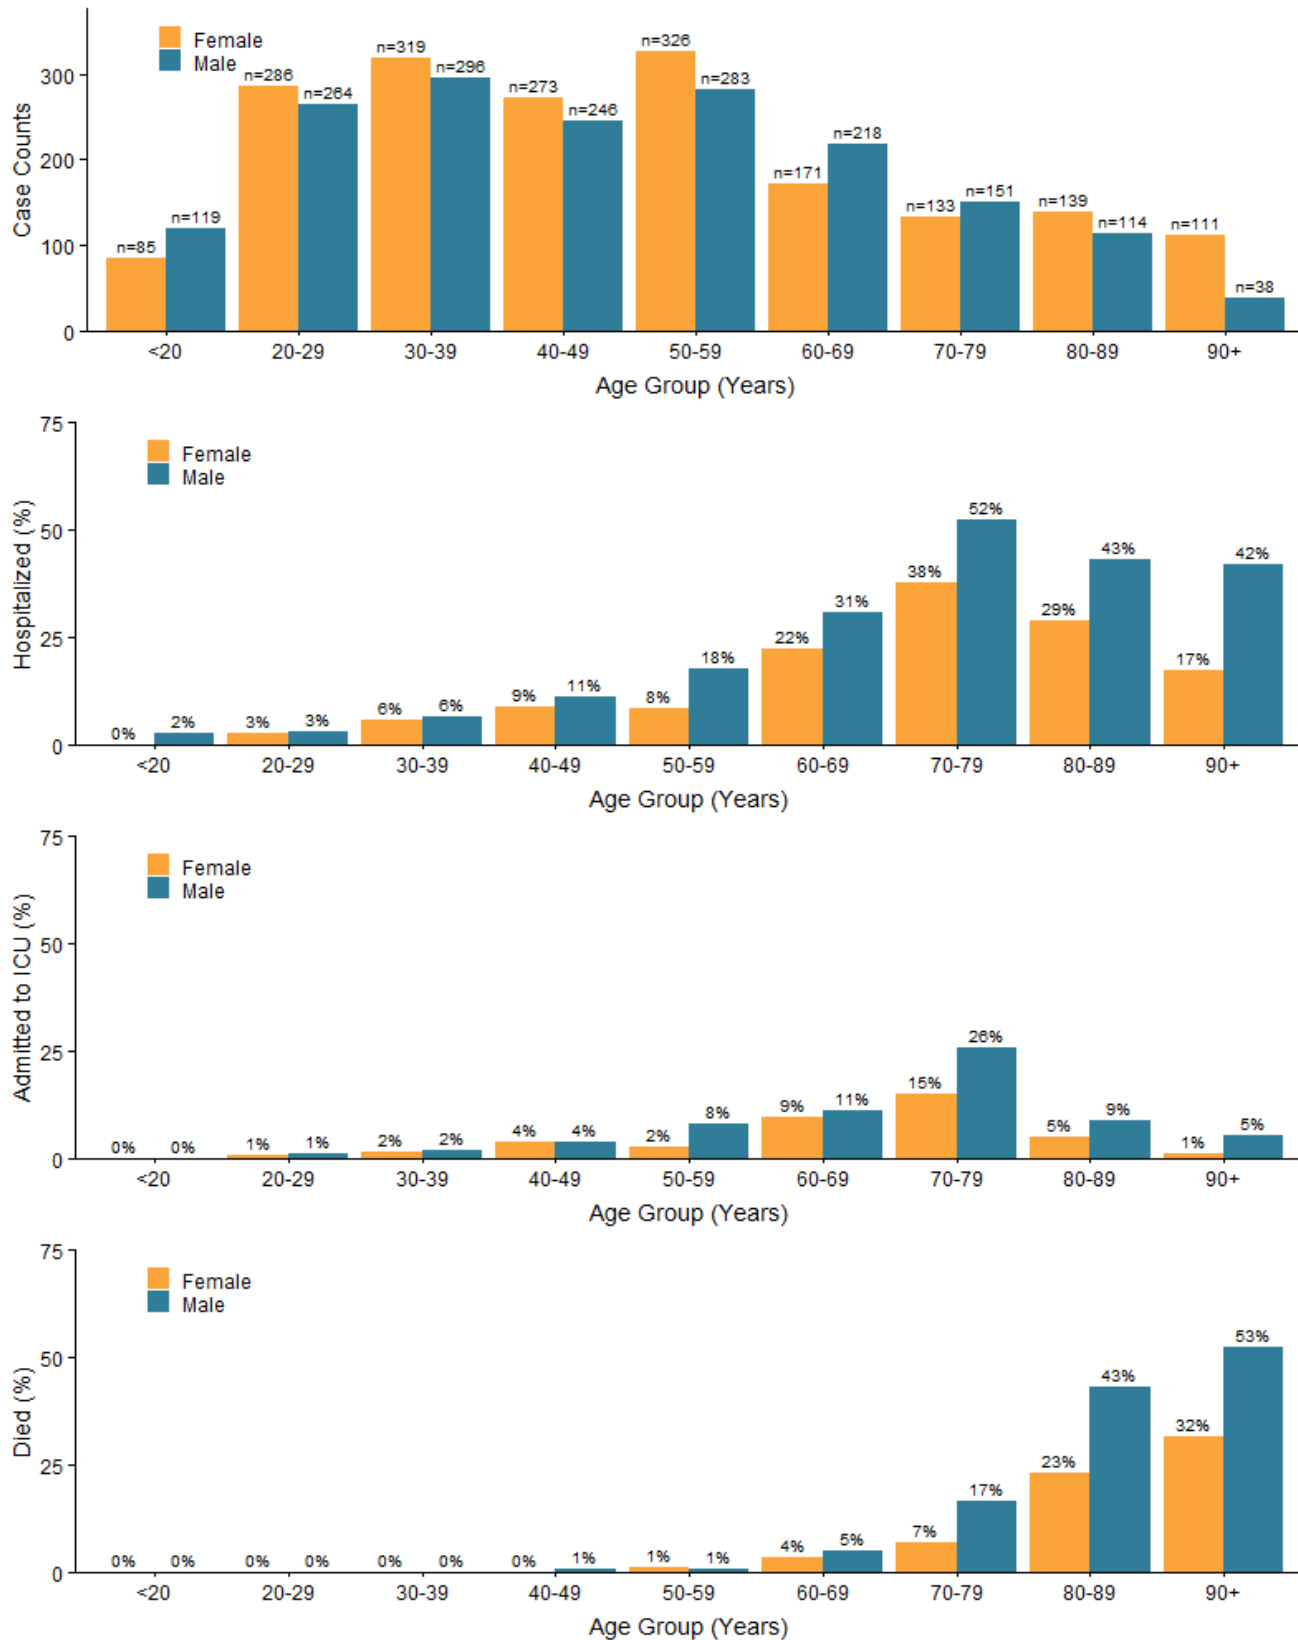 Female
Male
Case Counts
300
200
100
0
n=85
n=119
n=286
n=264
n=319
n=296
n=273
n=246
n=326
n=283
n=171
n=218
n=133
n=151
n=139
n=114
n=111
n=38
<20 20-29 30-39 40-49 50-59 60-69 70-79 80-89 90+
Age Group (Years)
Female
Male
Hospitalized (%)
75
50
25
0
0% 2% 3% 3% 6% 6% 9% 11% 8% 18% 22% 31% 38% 52% 29% 43% 17% 42%
<20 20-29 30-39 40-49 50-59 60-69 70-79 80-89 90+
Age Group (Years)
Female
Male
Admitted to ICU (%)
75
50
25
0
0% 0% 1% 1% 2% 2% 4% 4% 2% 8% 9% 11% 15% 26% 5% 9% 1% 5%
<20 20-29 30-39 40-49 50-59 60-69 70-79 80-89 90+
Age Group (Years)
Female
Male
Died (%)
75
50
25
0
0% 0% 0% 0% 0% 0% 0% 1% 1% 1% 4% 5% 7% 17% 23% 43% 32% 53%
<20 20-29 30-39 40-49 50-59 60-69 70-79 80-89 90+
Age Group (Years)